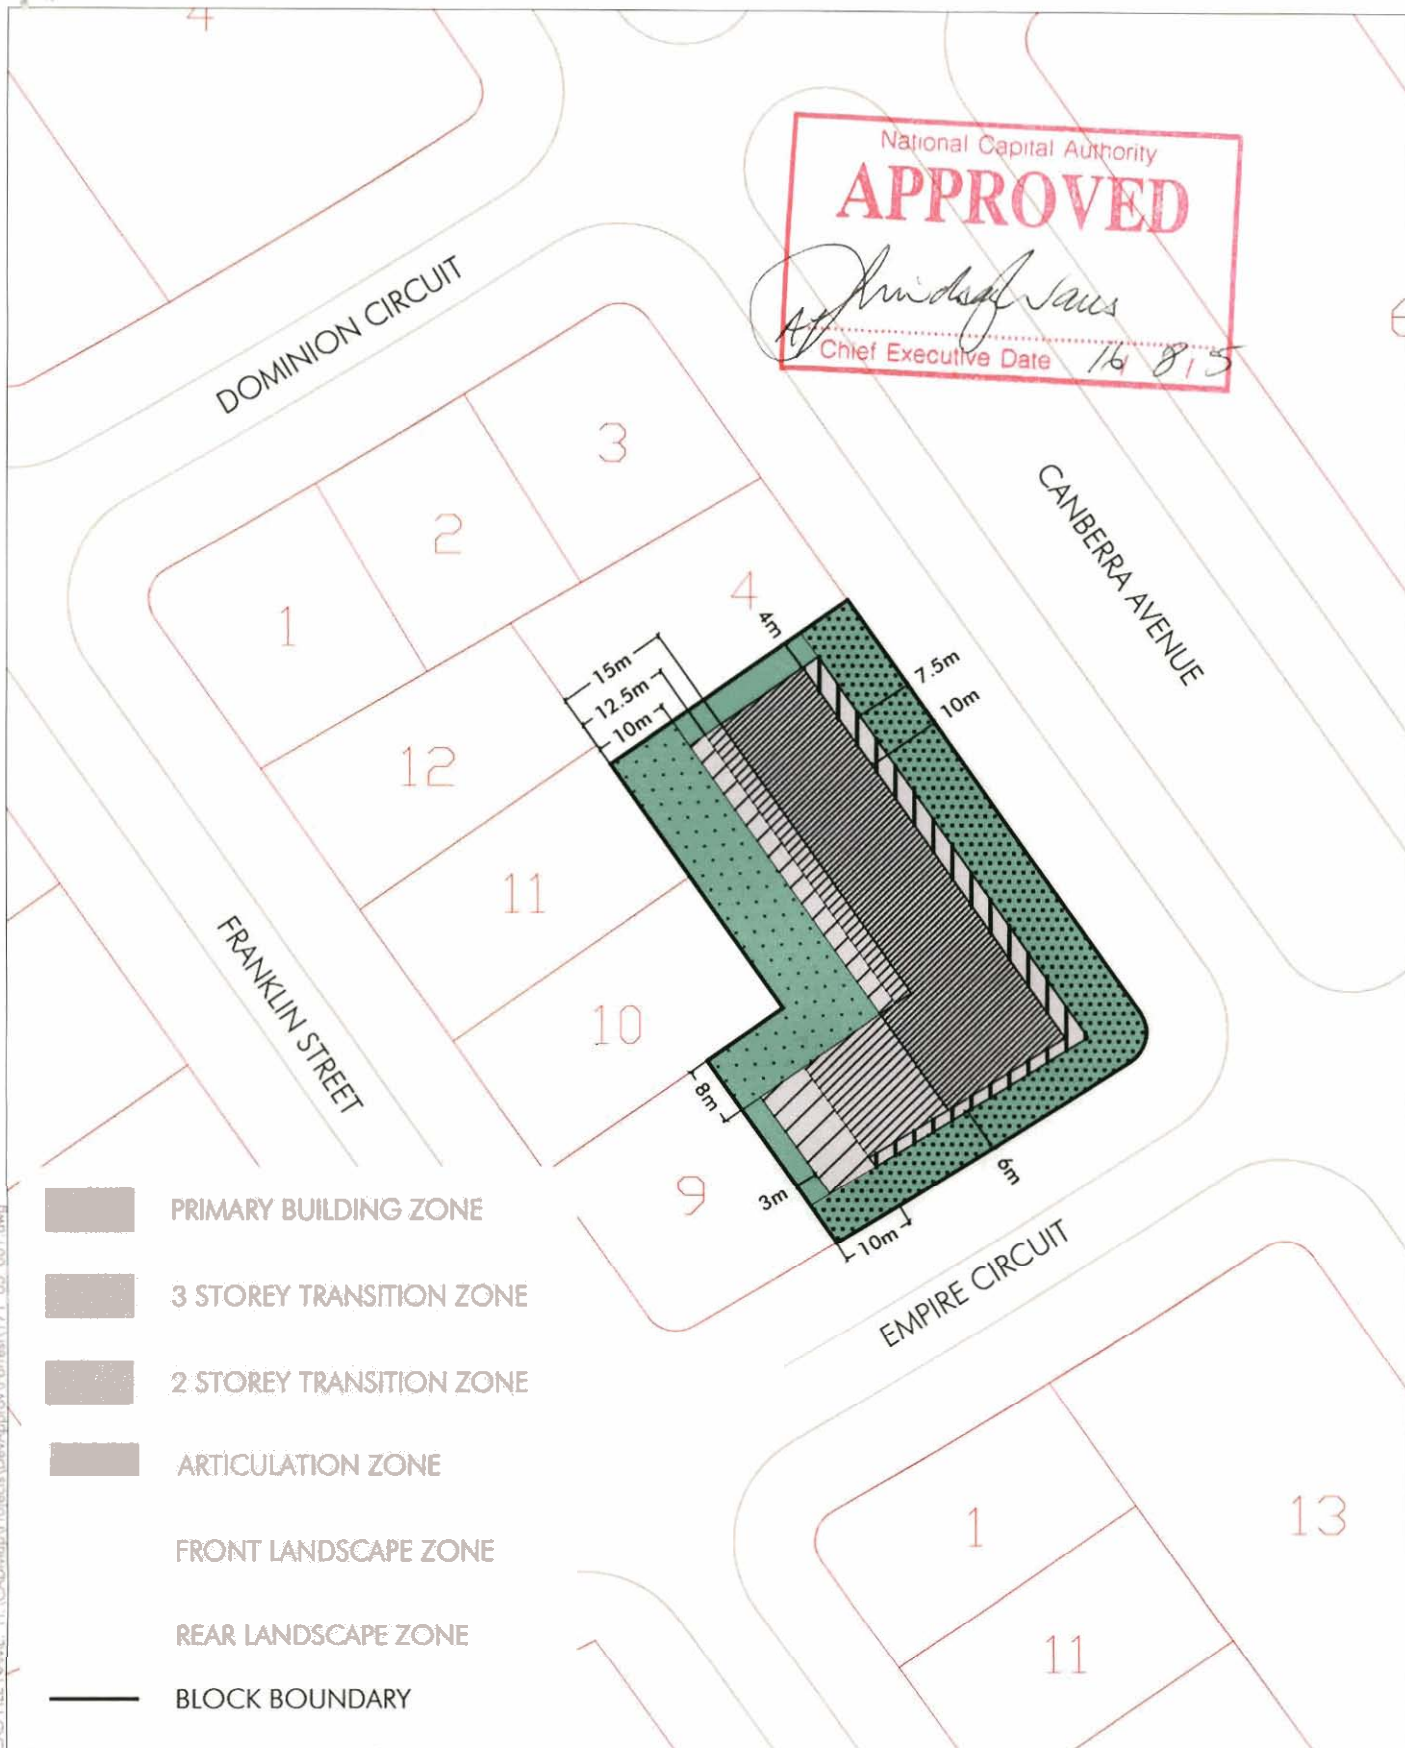 4
National Capital Authority
APPROVED
Chief Executive Date 16 8 5
DOMINION CIRCUIT
CANBERRA AVENUE
3
2
1
4
4m
15m
12.5m
10m
7.5m
10m
12
11
10
FRANKLIN STREET
8m
9
3m
6m
10m
EMPIRE CIRCUIT
PRIMARY BUILDING ZONE
3 STOREY TRANSITION ZONE
2 STOREY TRANSITION ZONE
ARTICULATION ZONE
FRONT LANDSCAPE ZONE
REAR LANDSCAPE ZONE
BLOCK BOUNDARY
1
13
11